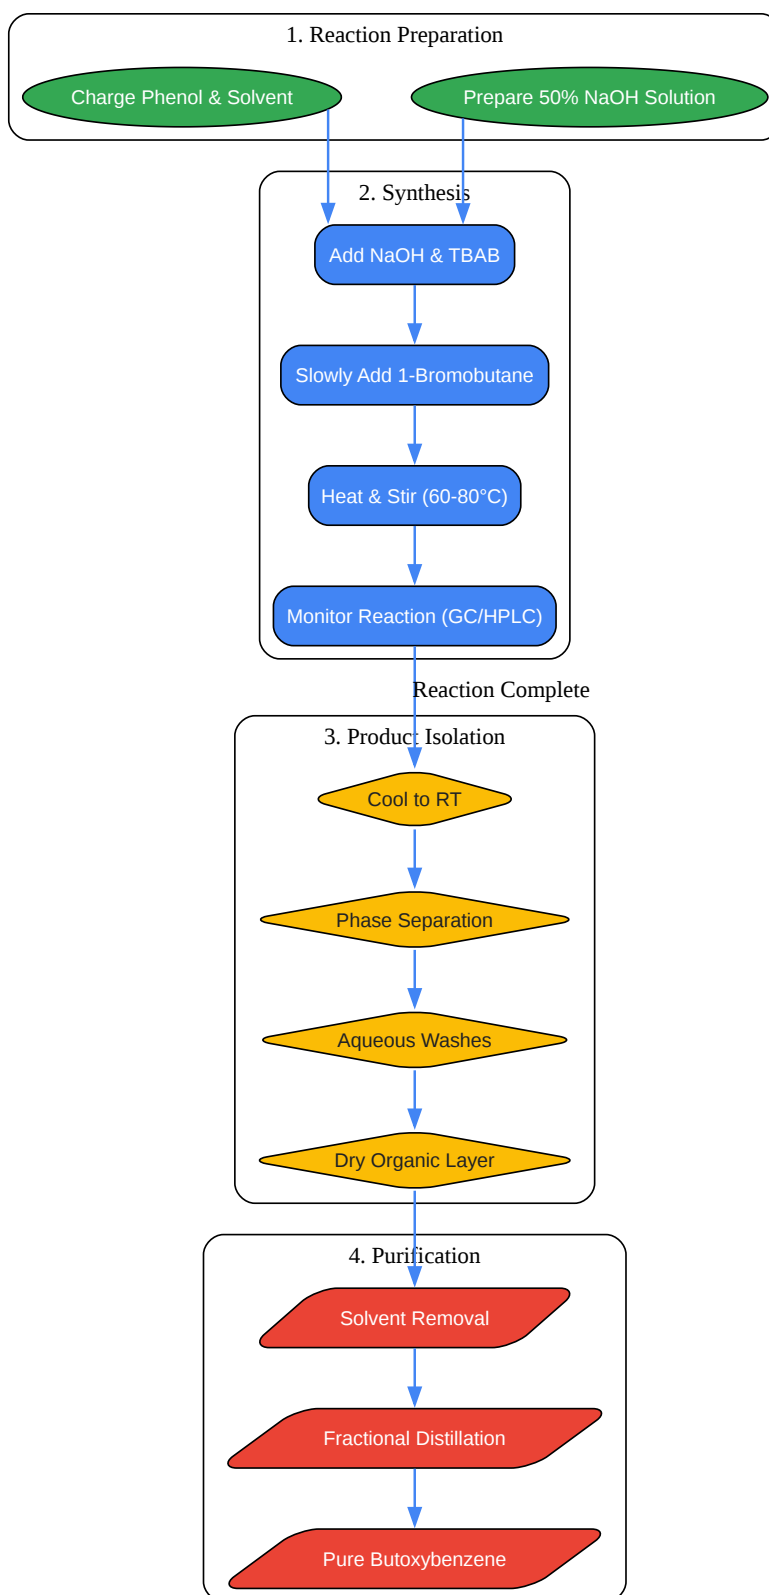 1. Reaction Preparation
Charge Phenol & Solvent
Prepare 50% NaOH Solution
2. Synthesis
Add NaOH & TBAB
Slowly Add 1-Bromobutane
Heat & Stir (60-80°C)
Monitor Reaction (GC/HPLC)
Reaction Complete
3. Product Isolation
Cool to RT
Phase Separation
Aqueous Washes
Dry Organic Layer
4. Purification
Solvent Removal
Fractional Distillation
Pure Butoxybenzene